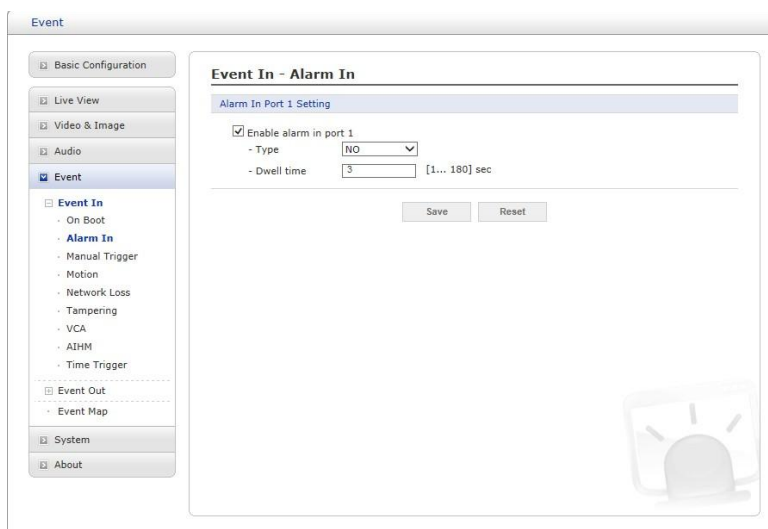 Event
Basic Configuration
Live View
Video & Image
Audio
Event
Event In
On Boot
Alarm In
Manual Trigger
Motion
Network Loss
Tampering
VCA
AIHM
Time Trigger
Event Out
Event Map
System
About
Event In - Alarm In
Alarm In Port 1 Setting
Enable alarm in port 1
- Type NO
- Dwell time 3 [1... 180] sec
Save Reset